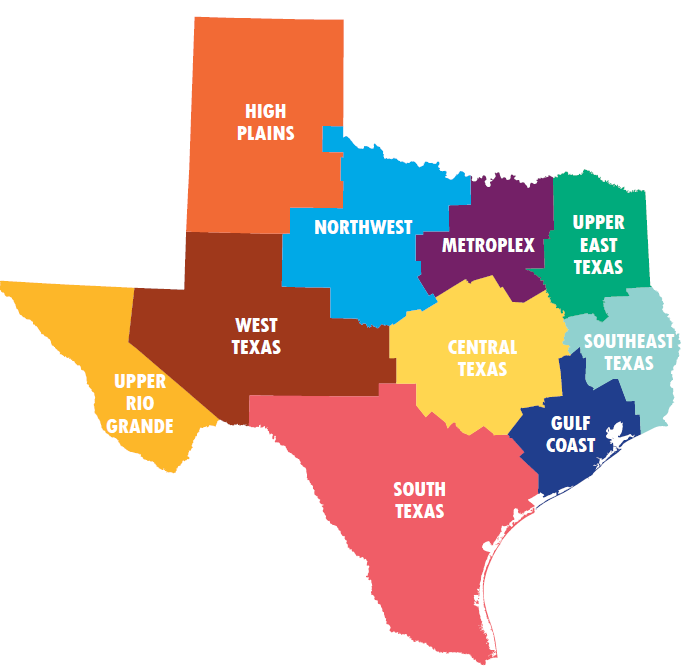 HIGH
PLAINS
NORTHWEST
METROPLEX
UPPER
EAST
TEXAS
WEST
TEXAS
CENTRAL
TEXAS
SOUTHEAST
TEXAS
UPPER
RIO
GRANDE
GULF
COAST
SOUTH
TEXAS